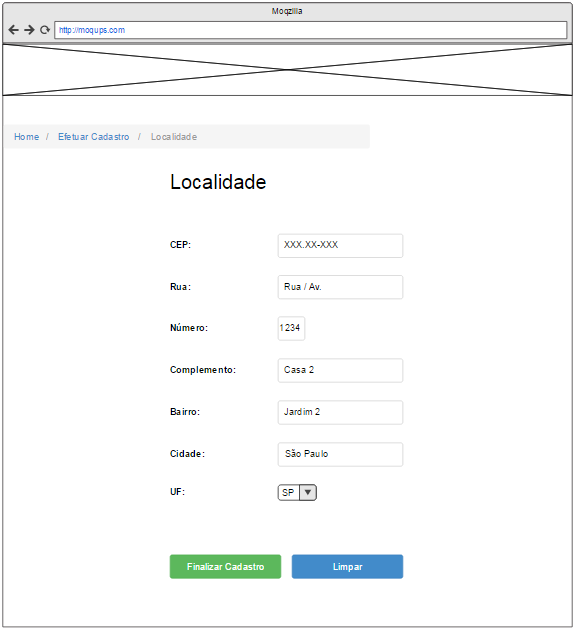 Moqzilla
http://moqups.com
Home / Efetuar Cadastro / Localidade
Localidade
CEP: XXX.XX-XXX
Rua: Rua / Av.
Número: 1234
Complemento: Casa 2
Bairro: Jardim 2
Cidade: São Paulo
UF: SP
Finalizar Cadastro Limpar